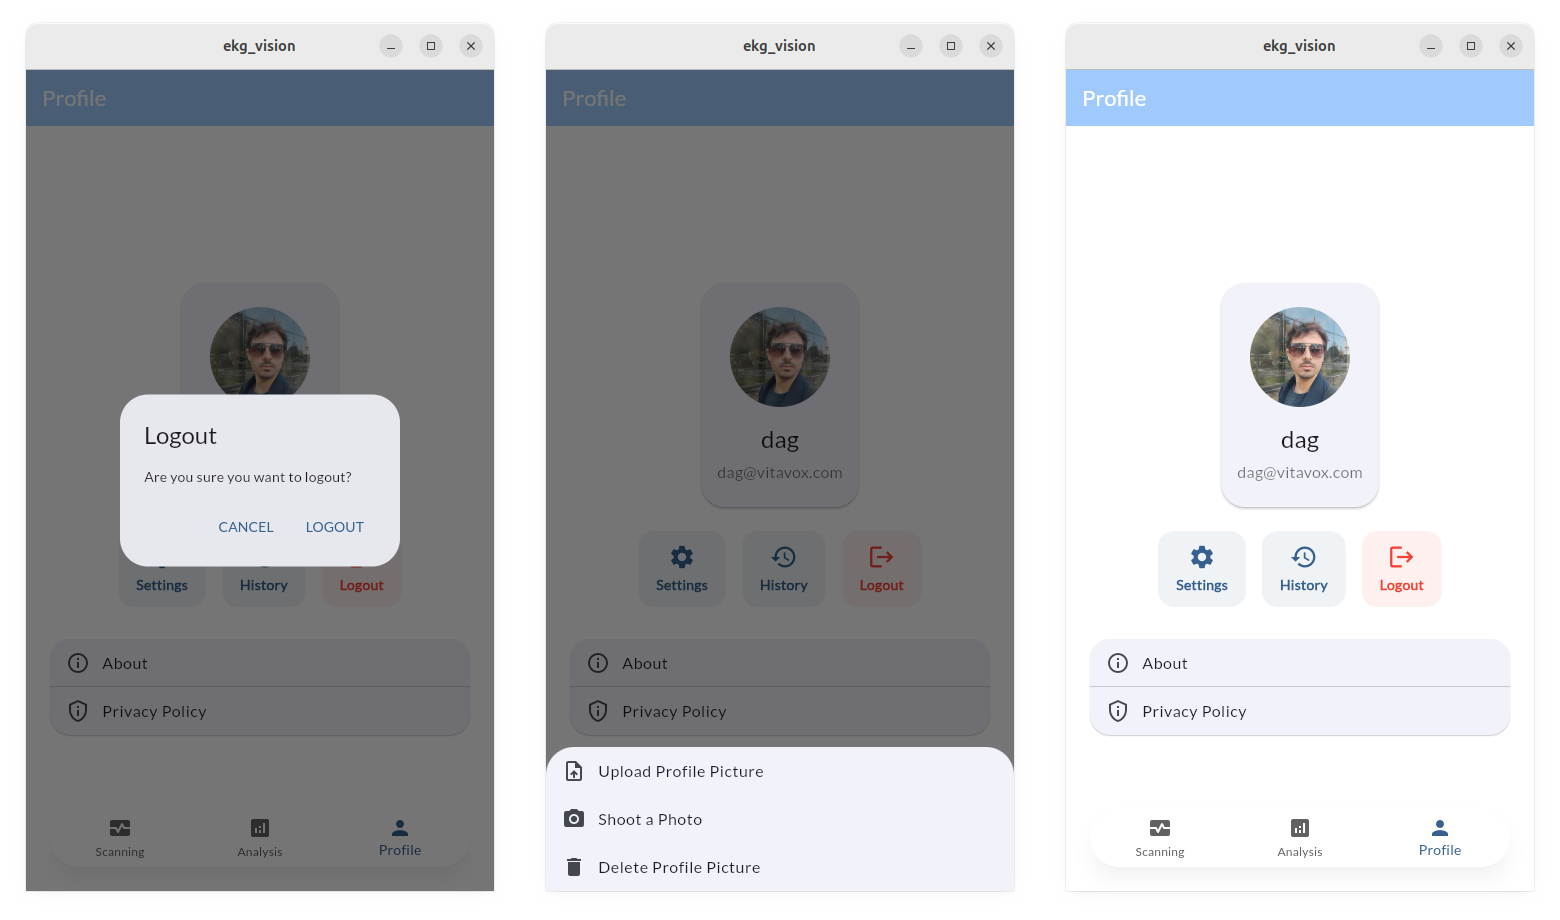 ekg_vision
Profile
Logout
Are you sure you want to logout?
CANCEL LOGOUT
Settings History Logout
About
Privacy Policy
Scanning Analysis Profile
ekg_vision
Profile
dag
dag@vitavox.com
Settings History Logout
About
Privacy Policy
Upload Profile Picture
Shoot a Photo
Delete Profile Picture
ekg_vision
Profile
dag
dag@vitavox.com
Settings History Logout
About
Privacy Policy
Scanning Analysis Profile